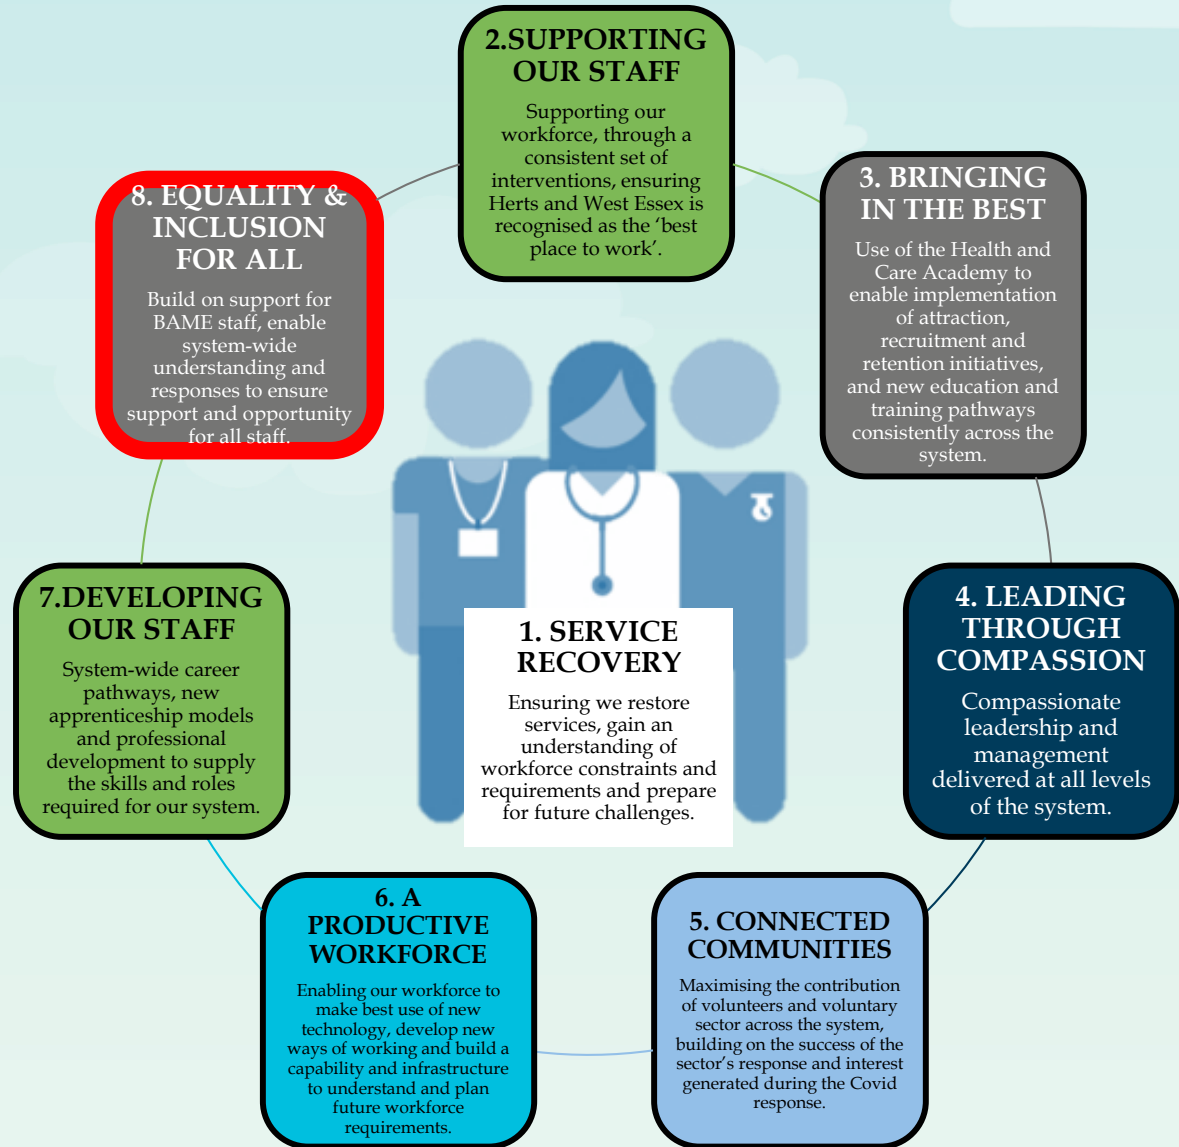 2.SUPPORTING
OUR STAFF
Supporting our
workforce, through a
consistent set of
interventions, ensuring
Herts and West Essex is
recognised as the ‘best
place to work’.
3. BRINGING
IN THE BEST
Use of the Health and
Care Academy to
enable implementation
of attraction,
recruitment and
retention initiatives,
and new education and
training pathways
consistently across the
system.
4. LEADING
THROUGH
COMPASSION
Compassionate
leadership and
management
delivered at all levels
of the system.
5. CONNECTED
COMMUNITIES
Maximising the contribution
of volunteers and voluntary
sector across the system,
building on the success of the
sector’s response and interest
generated during the Covid
response.
6. A
PRODUCTIVE
WORKFORCE
Enabling our workforce to
make best use of new
technology, develop new
ways of working and build a
capability and infrastructure
to understand and plan
future workforce
requirements.
7.DEVELOPING
OUR STAFF
System-wide career
pathways, new
apprenticeship models
and professional
development to supply
the skills and roles
required for our system.
8. EQUALITY &
INCLUSION
FOR ALL
Build on support for
BAME staff, enable
system-wide
understanding and
responses to ensure
support and opportunity
for all staff.
1. SERVICE
RECOVERY
Ensuring we restore
services, gain an
understanding of
workforce constraints and
requirements and prepare
for future challenges.